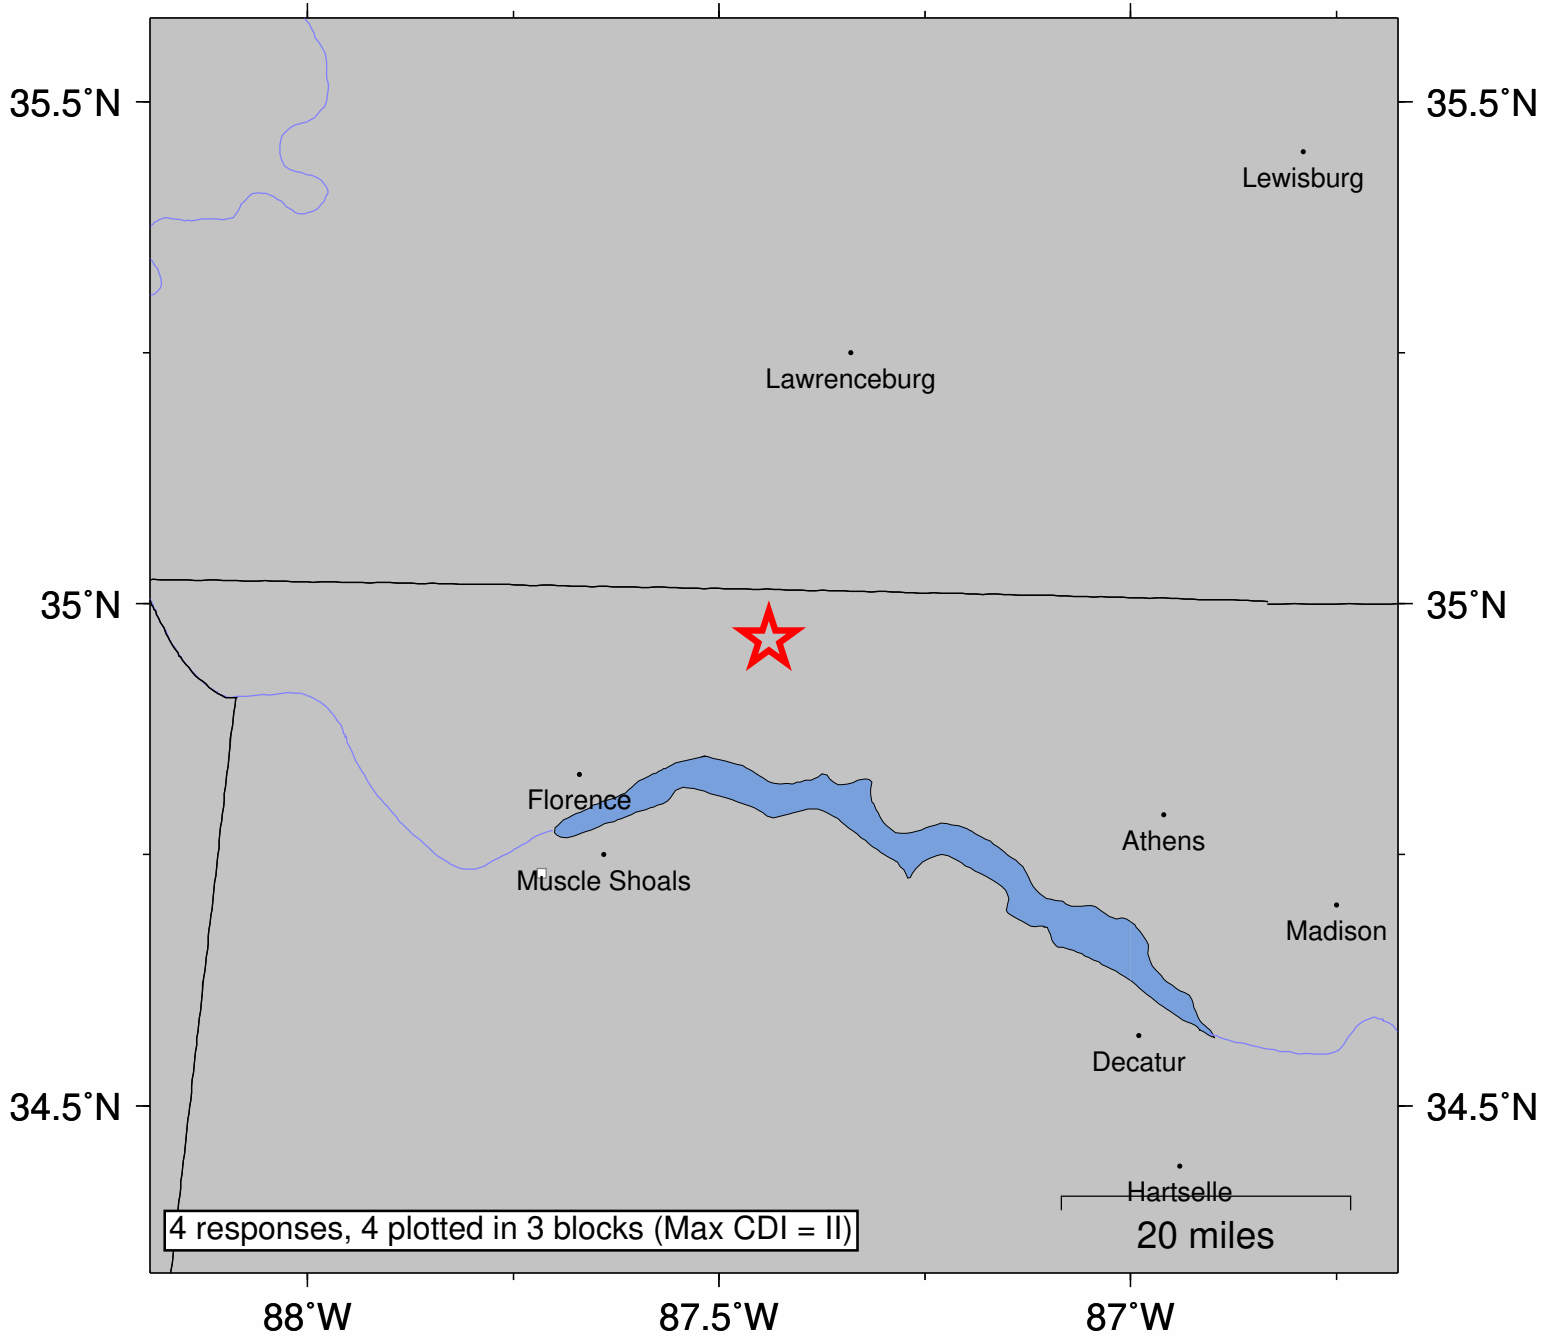 35.5°N
35.5°N
Lewisburg
Lawrenceburg
35°N
35°N
Florence
Athens
Muscle Shoals
Madison
Decatur
34.5°N
34.5°N
Hartselle
4 responses, 4 plotted in 3 blocks (Max CDI = II)
20 miles
88°W
87.5°W
87°W